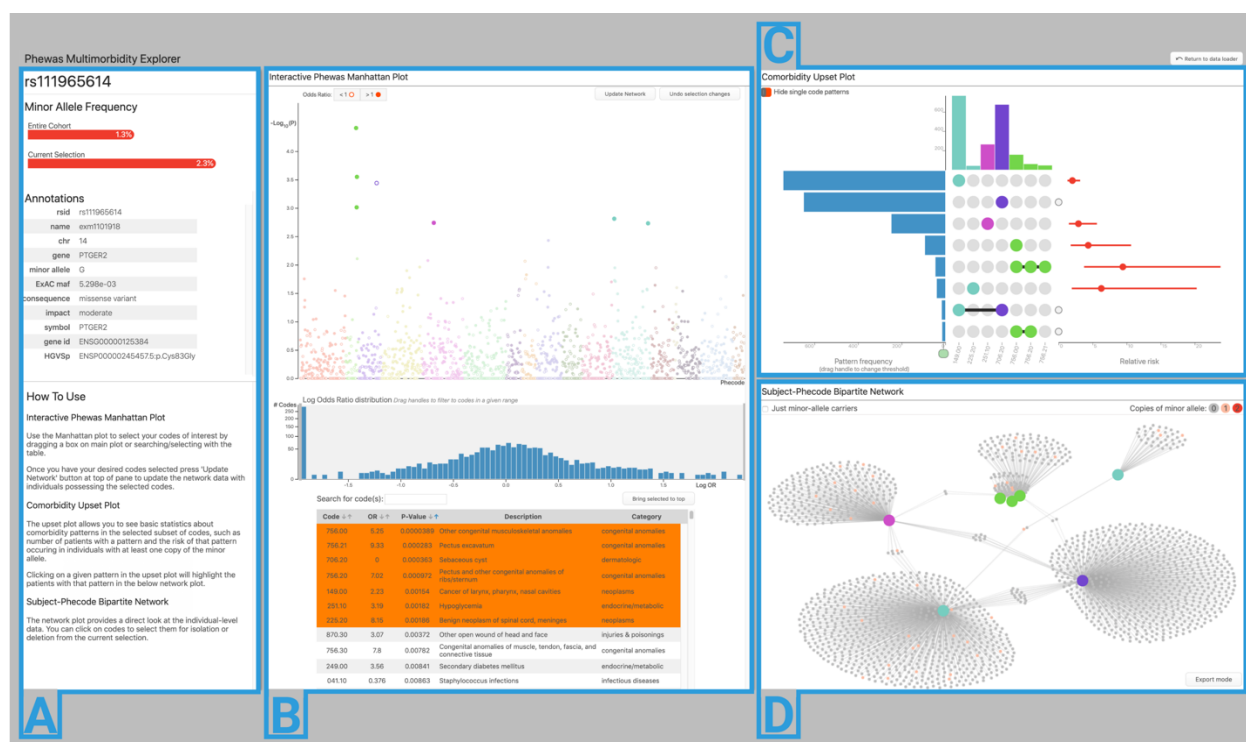 Phewas Multimorbidity Explorer
rs111965614
Minor Allele Frequency
Entire Cohort
1.3%
Current Selection
2.3%
Annotations
rsid rs111965614
name exm1101918
chr 14
gene PTGER2
minor allele G
ExAC maf 5.298e-03
consequence missense variant
impact moderate
symbol PTGER2
gene id ENSG00000125384
HGVSp ENSP00000245457.5:p.Cys83Gly
How To Use
Interactive Phewas Manhattan Plot
Use the Manhattan plot to select your codes of interest by
dragging a box on main plot or searching/selecting with the
table.
Once you have your desired codes selected press 'Update
Network' button at top of pane to update the network data with
individuals possessing the selected codes.
Comorbidity Upset Plot
The upset plot allows you to see basic statistics about
comorbidity patterns in the selected subset of codes, such as
number of patients with a pattern and the risk of that pattern
occuring in individuals with at least one copy of the minor
allele.
Clicking on a given pattern in the upset plot will highlight the
patients with that pattern in the below network plot.
Subject-Phecode Bipartite Network
The network plot provides a direct look at the individual-level
data. You can click on codes to select them for isolation or
deletion from the current selection.
A
Interactive Phewas Manhattan Plot
Odds Ratio: < 1 > 1
Update Network
Undo selection changes
-Log10(P)
4.0
3.5
3.0
2.5
2.0
1.5
1.0
0.5
0.0
Phecode
Log Odds Ratio distribution Drag handles to filter to codes in a given range
# Codes
250
200
150
100
50
-1.5 -1.0 -0.5 0.0 0.5 1.0 1.5 Log OR
Search for code(s):
Bring selected to top
Code OR P-Value Description Category
756.00 5.25 0.0000389 Other congenital musculoskeletal anomalies congenital anomalies
756.21 9.33 0.000283 Pectus excavatum congenital anomalies
706.20 0 0.000363 Sebaceous cyst dermatologic
756.20 7.02 0.000972 Pectus and other congenital anomalies of ribs/sternum congenital anomalies
149.00 2.23 0.00154 Cancer of larynx, pharynx, nasal cavities neoplasms
251.10 3.19 0.00182 Hypoglycemia endocrine/metabolic
225.20 8.15 0.00186 Benign neoplasm of spinal cord, meninges neoplasms
870.30 3.07 0.00372 Other open wound of head and face injuries & poisonings
756.30 7.8 0.00782 Congenital anomalies of muscle, tendon, fascia, and connective tissue congenital anomalies
249.00 3.56 0.00841 Secondary diabetes mellitus endocrine/metabolic
041.10 0.376 0.00863 Staphylococcus infections infectious diseases
B
C
Return to data loader
Comorbidity Upset Plot
Hide single code patterns
600
400
200
149.00
225.20
251.10
706.20
756.00
756.20
756.21
Pattern frequency
(drag handle to change threshold)
Relative risk
Subject-Phecode Bipartite Network
Just minor-allele carriers
Copies of minor allele: 0 1 2
Export mode
D